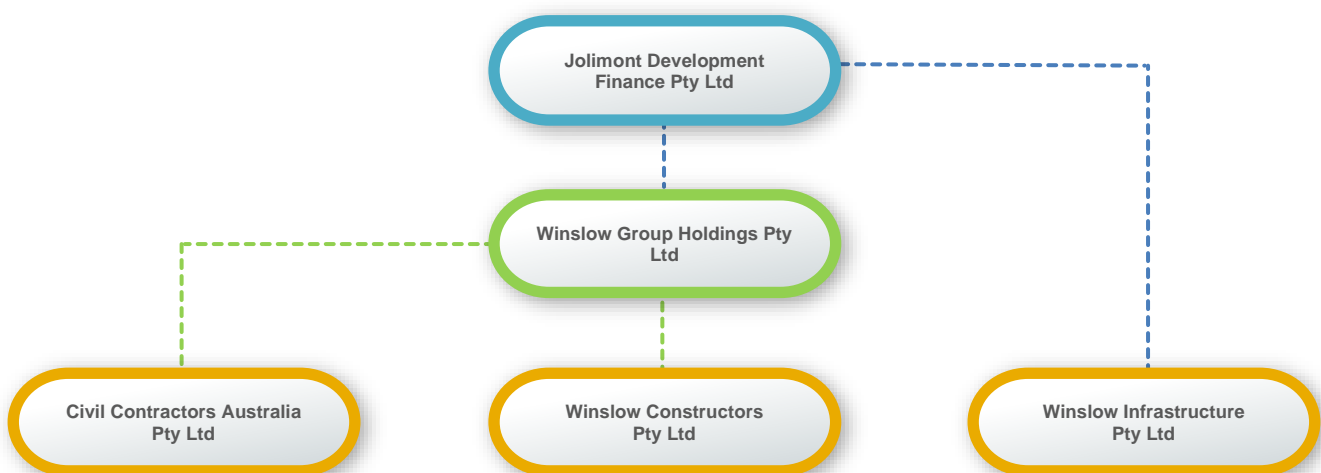 Jolimont Development
Finance Pty Ltd
Winslow Group Holdings Pty
Ltd
Civil Contractors Australia
Pty Ltd
Winslow Constructors
Pty Ltd
Winslow Infrastructure
Pty Ltd